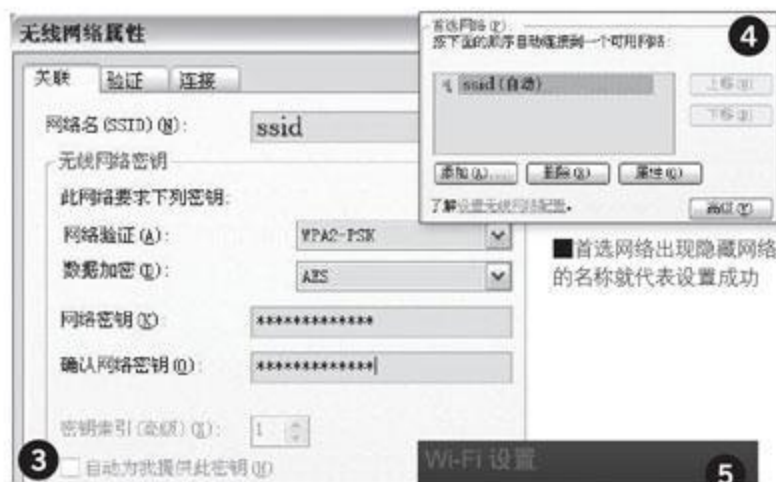 无线网络属性
关联 验证 连接
网络名(SSID)(N): ssid
无线网络密钥
此网络要求下列密钥:
网络验证(A): WPA2-PSK
数据加密(D): AES
网络密钥(K): *************
确认网络密钥(O): *************
密钥索引(高级)(X): 1
自动为我提供此密钥(H)
3
首选网络(P):
按下面的顺序自动连接到一个可用网络:
4
ssid(自动)
上移(U)
下移(D)
添加(A)... 删除(R) 属性(O)
了解设置无线网络配置。
高级(V)
■首选网络出现隐藏网络
的名称就代表设置成功
Wi-Fi 设置
5